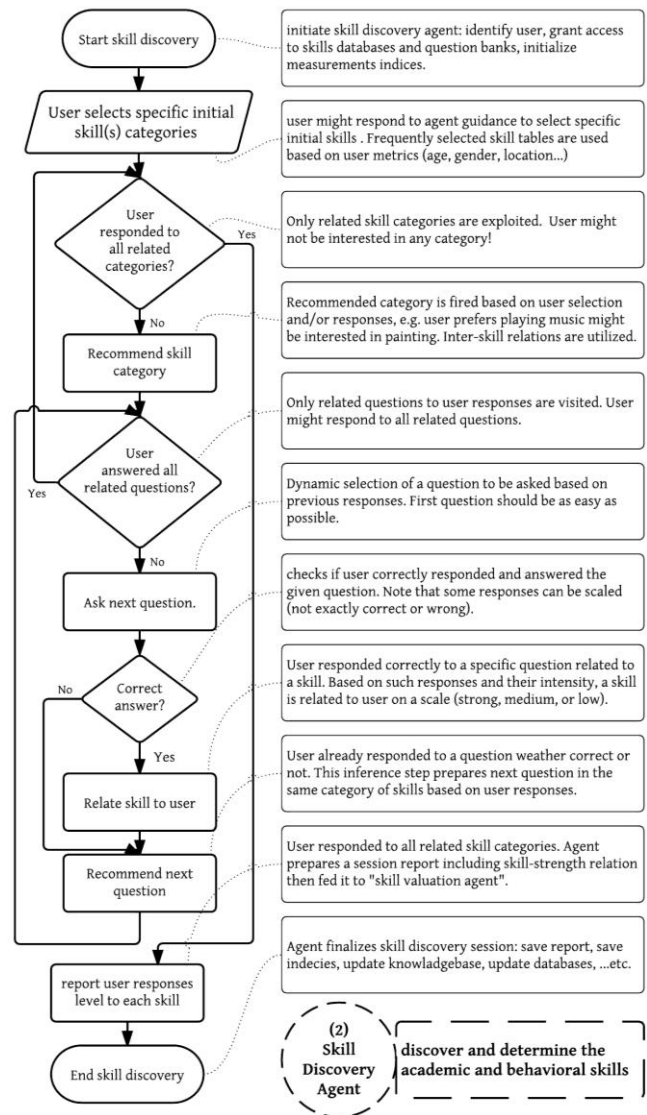 Start skill discovery
initiate skill discovery agent: identify user, grant access
to skills databases and question banks, initialize
measurements indices.
User selects specific initial
skill(s) categories
user might respond to agent guidance to select specific
initial skills . Frequently selected skill tables are used
based on user metrics (age, gender, location...)
User
responded to
all related
categories?
Yes
No
Only related skill categories are exploited.  User might
not be interested in any category!
Recommend skill
category
Recommended category is fired based on user selection
and/or responses, e.g. user prefers playing music might
be interested in painting. Inter-skill relations are utilized.
User
answered all
related questions?
Yes
No
Only related questions to user responses are visited. User
might respond to all related questions.
Ask next question.
Dynamic selection of a question to be asked based on
previous responses. First question should be as easy as
possible.
Correct
answer?
No
Yes
checks if user correctly responded and answered the
given question. Note that some responses can be scaled
(not exactly correct or wrong).
Relate skill to user
User responded correctly to a specific question related to
a skill. Based on such responses and their intensity, a skill
is related to user on a scale (strong, medium, or low).
Recommend next
question
User already responded to a question weather correct or
not. This inference step prepares next question in the
same category of skills based on user responses.
report user responses
level to each skill
User responded to all related skill categories. Agent
prepares a session report including skill-strength relation
then fed it to "skill valuation agent".
End skill discovery
Agent finalizes skill discovery session: save report, save
indecies, update knowladgebase, update databases, ...etc.
(2)
Skill
Discovery
Agent
discover and determine the
academic and behavioral skills